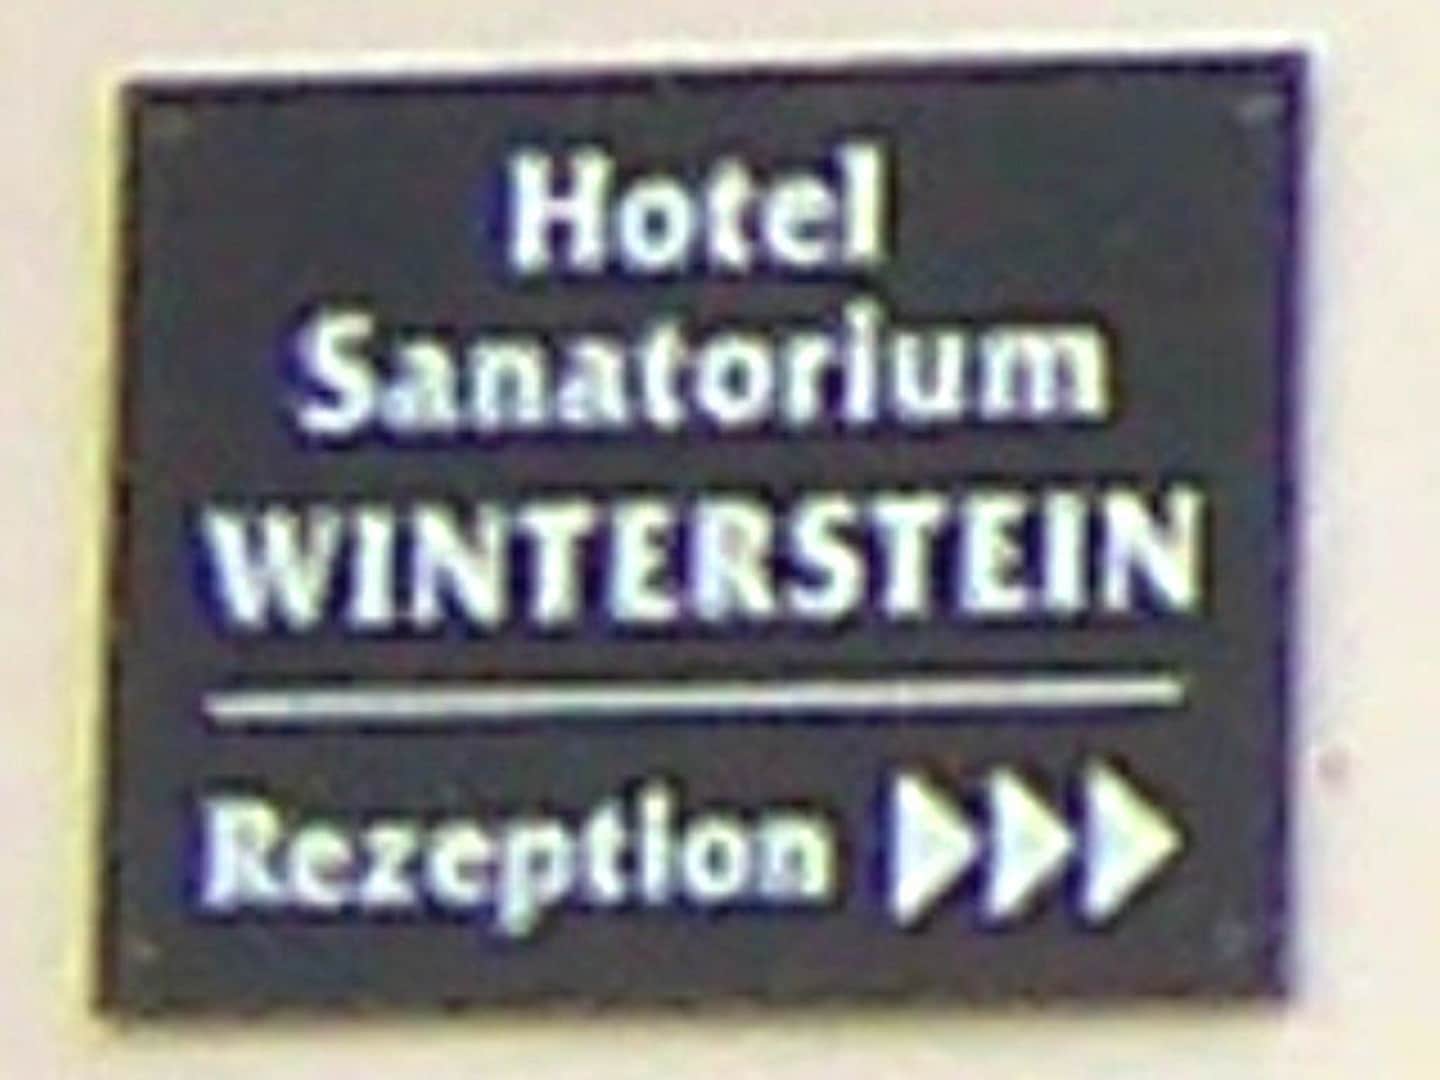 Hotel
Sanatorium
WINTERSTEIN
Rezeption